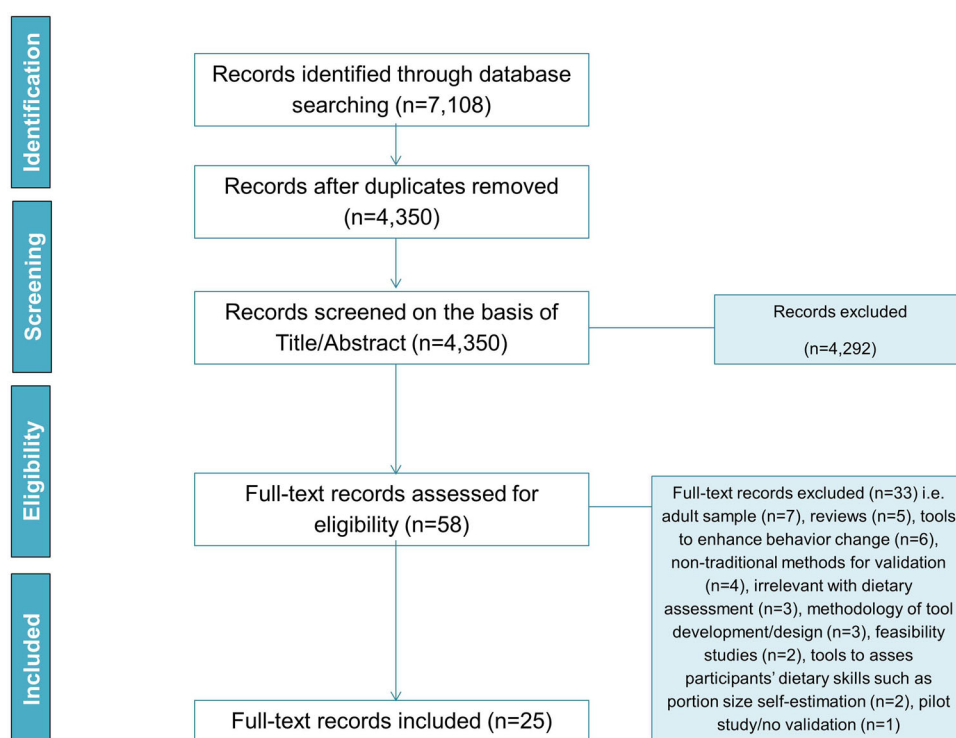 Identification
Records identified through database
searching (n=7,108)
Records after duplicates removed
(n=4,350)
Screening
Records screened on the basis of
Title/Abstract (n=4,350)
Records excluded
(n=4,292)
Eligibility
Full-text records assessed for
eligibility (n=58)
Full-text records excluded (n=33) i.e.
adult sample (n=7), reviews (n=5), tools
to enhance behavior change (n=6),
non-traditional methods for validation
(n=4), irrelevant with dietary
assessment (n=3), methodology of tool
development/design (n=3), feasibility
studies (n=2), tools to asses
participants’ dietary skills such as
portion size self-estimation (n=2), pilot
study/no validation (n=1)
Included
Full-text records included (n=25)